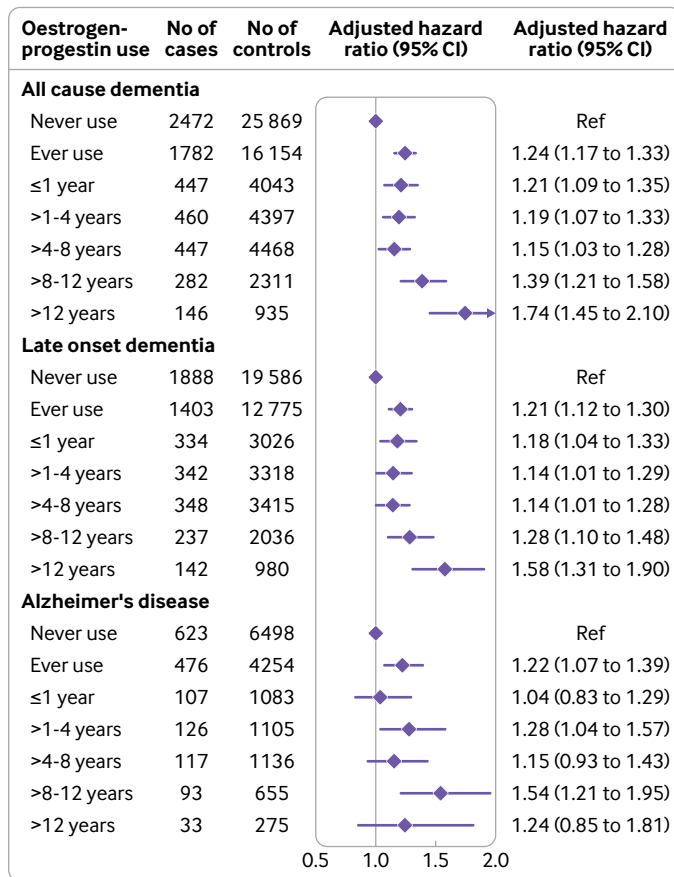 Oestrogen-progestin use No of cases No of controls Adjusted hazard ratio (95% CI) Adjusted hazard ratio (95% CI)
All cause dementia
Never use 2472 25 869 Ref
Ever use 1782 16 154 1.24 (1.17 to 1.33)
≤1 year 447 4043 1.21 (1.09 to 1.35)
>1-4 years 460 4397 1.19 (1.07 to 1.33)
>4-8 years 447 4468 1.15 (1.03 to 1.28)
>8-12 years 282 2311 1.39 (1.21 to 1.58)
>12 years 146 935 1.74 (1.45 to 2.10)
Late onset dementia
Never use 1888 19 586 Ref
Ever use 1403 12 775 1.21 (1.12 to 1.30)
≤1 year 334 3026 1.18 (1.04 to 1.33)
>1-4 years 342 3318 1.14 (1.01 to 1.29)
>4-8 years 348 3415 1.14 (1.01 to 1.28)
>8-12 years 237 2036 1.28 (1.10 to 1.48)
>12 years 142 980 1.58 (1.31 to 1.90)
Alzheimer's disease
Never use 623 6498 Ref
Ever use 476 4254 1.22 (1.07 to 1.39)
≤1 year 107 1083 1.04 (0.83 to 1.29)
>1-4 years 126 1105 1.28 (1.04 to 1.57)
>4-8 years 117 1136 1.15 (0.93 to 1.43)
>8-12 years 93 655 1.54 (1.21 to 1.95)
>12 years 33 275 1.24 (0.85 to 1.81)
0.5 1.0 1.5 2.0